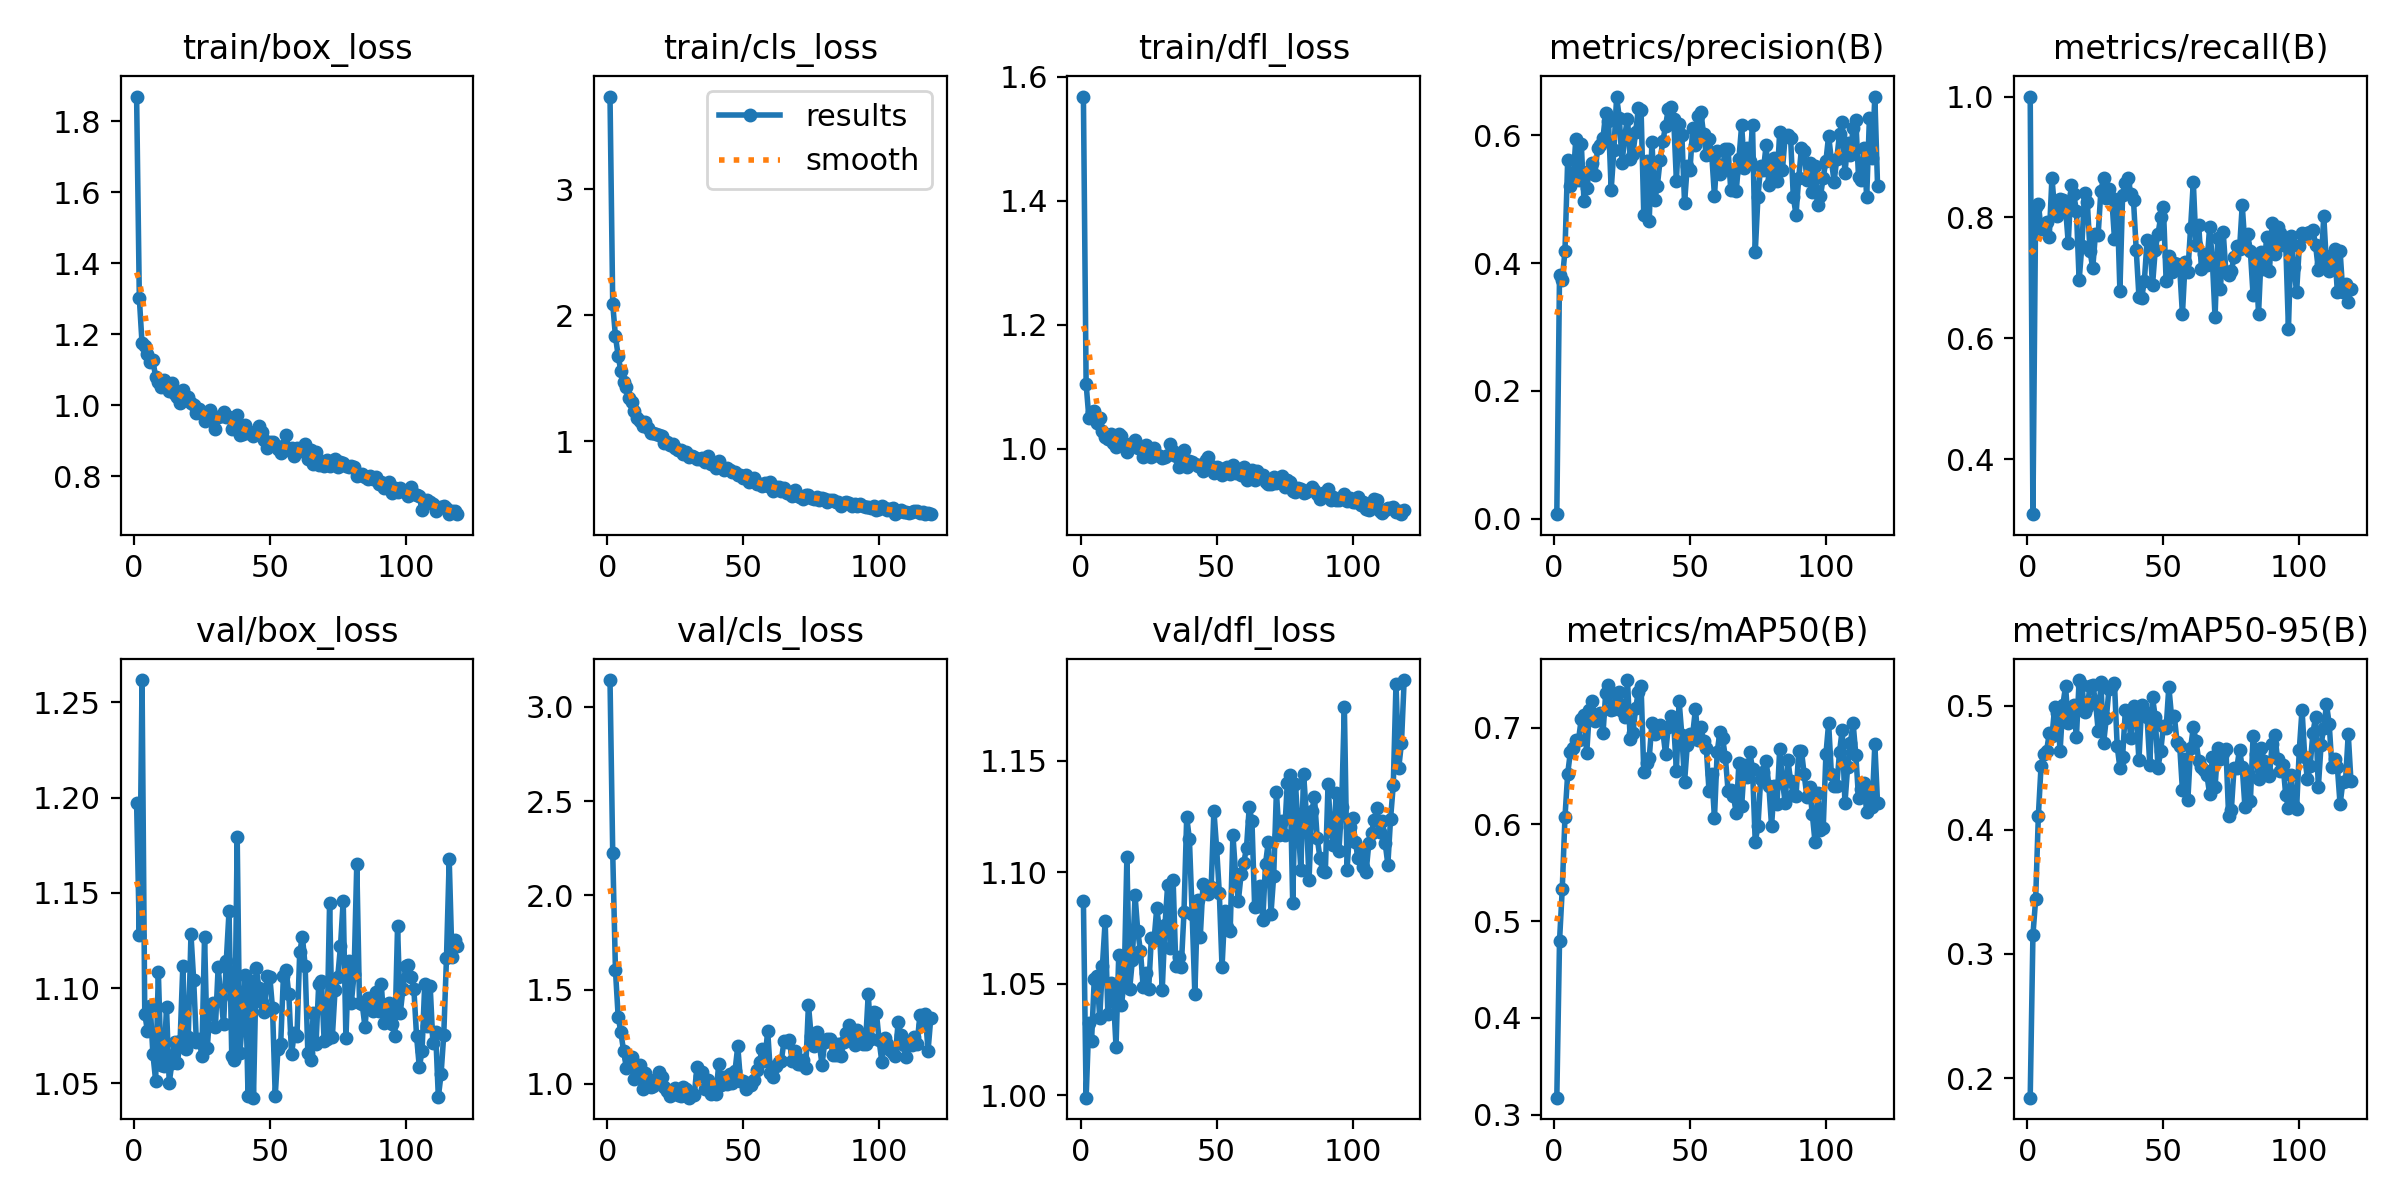 train/box_loss
1.8
1.6
1.4
1.2
1.0
0.8
0 50 100
train/cls_loss
results
smooth
3
2
1
0 50 100
train/dfl_loss
1.6
1.4
1.2
1.0
0 50 100
metrics/precision(B)
0.6
0.4
0.2
0.0
0 50 100
metrics/recall(B)
1.0
0.8
0.6
0.4
0 50 100
val/box_loss
1.25
1.20
1.15
1.10
1.05
0 50 100
val/cls_loss
3.0
2.5
2.0
1.5
1.0
0 50 100
val/dfl_loss
1.15
1.10
1.05
1.00
0 50 100
metrics/mAP50(B)
0.7
0.6
0.5
0.4
0.3
0 50 100
metrics/mAP50-95(B)
0.5
0.4
0.3
0.2
0 50 100